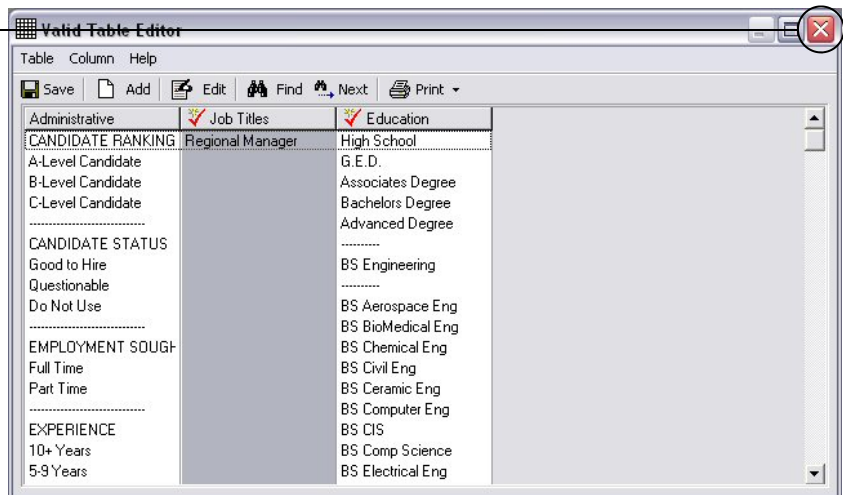 Valid Table Editor
Table Column Help
Save Add Edit Find Next Print
Administrative Job Titles Education
CANDIDATE RANKING Regional Manager High School
A-Level Candidate G.E.D.
B-Level Candidate Associates Degree
C-Level Candidate Bachelors Degree
----------------------------- Advanced Degree
CANDIDATE STATUS ----------
Good to Hire BS Engineering
Questionable ----------
Do Not Use BS Aerospace Eng
----------------------------- BS BioMedical Eng
EMPLOYMENT SOUGH BS Chemical Eng
Full Time BS Civil Eng
Part Time BS Ceramic Eng
----------------------------- BS Computer Eng
EXPERIENCE BS CIS
10+ Years BS Comp Science
5-9 Years BS Electrical Eng